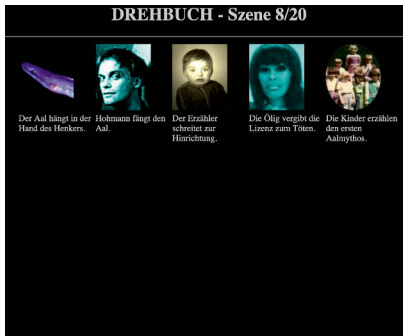 DREHBUCH - Szene 8/20
Der Aal hängt in der
Hand des Henkers.
Hohmann fängt den
Aal.
Der Erzähler
schreitet zur
Hinrichtung.
Die Ölig vergibt die
Lizenz zum Töten.
Die Kinder erzählen
den ersten
Aalmythos.